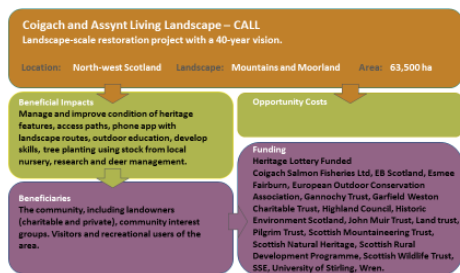 Coigach and Assynt Living Landscape – CALL
Landscape-scale restoration project with a 40-year vision.
Location: North-west Scotland Landscape: Mountains and Moorland Area: 63,500 ha
Beneficial Impacts
Manage and improve condition of heritage
features, access paths, phone app with
landscape routes, outdoor education, develop
skills, tree planting using stock from local
nursery, research and deer management.
Opportunity Costs
Beneficiaries
The community, including landowners
(charitable and private), community interest
groups. Visitors and recreational users of
the area.
Funding
Heritage Lottery Funded
Coigach Salmon Fisheries Ltd, EB Scotland, Esmee
Fairburn, European Outdoor Conservation
Association, Gannochy Trust, Garfield Weston
Charitable Trust, Highland Council, Historic
Environment Scotland, John Muir Trust, Land trust,
Pilgrim Trust, Scottish Mountaineering Trust,
Scottish Natural Heritage, Scottish Rural
Development Programme, Scottish Wildlife Trust,
SSE, University of Stirling, Wren.